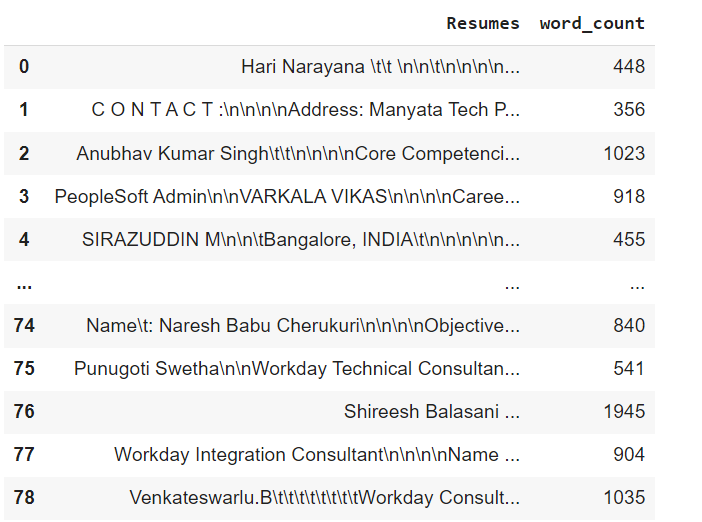 Resumes word_count
0 Hari Narayana \t\t \n\n\t\n\n\n\n... 448
1 C O N T A C T :\n\n\n\nAddress: Manyata Tech P... 356
2 Anubhav Kumar Singh\t\t\n\n\n\nCore Competenci... 1023
3 PeopleSoft Admin\n\nVARKALA VIKAS\n\n\n\nCaree... 918
4 SIRAZUDDIN M\n\n\tBangalore, INDIA\t\n\n\n\n\n... 455
... ... ...
74 Name\t: Naresh Babu Cherukuri\n\n\n\nObjective... 840
75 Punugoti Swetha\n\nWorkday Technical Consultan... 541
76 Shireesh Balasani ... 1945
77 Workday Integration Consultant\n\n\n\nName ... 904
78 Venkateswarlu.B\t\t\t\t\t\t\t\tWorkday Consult... 1035